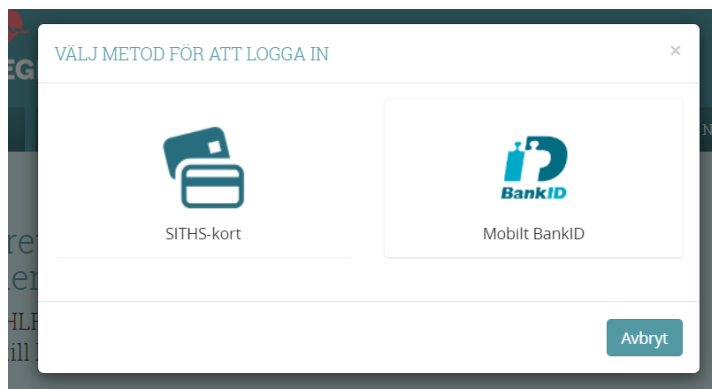 VÄLJ METOD FÖR ATT LOGGA IN
×
BankID
SITHS-kort
Mobilt BankID
Avbryt